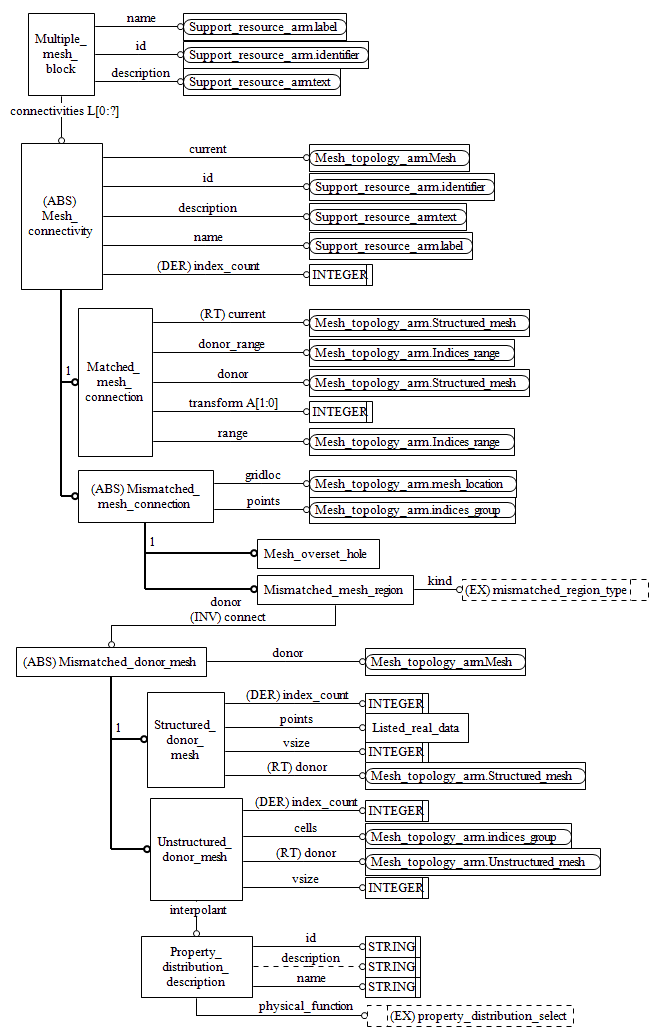 name
Multiple_
mesh_
block
Support_resource_arm.label
id
Support_resource_arm.identifier
description
Support_resource_arm.text
connectivities L[0:?]
current
(ABS)
Mesh_
connectivity
Mesh_topology_arm.Mesh
id
Support_resource_arm.identifier
description
Support_resource_arm.text
name
Support_resource_arm.label
(DER) index_count
INTEGER
(RT) current
Matched_
mesh_
connection
Mesh_topology_arm.Structured_mesh
donor_range
Mesh_topology_arm.Indices_range
1
donor
Mesh_topology_arm.Structured_mesh
transform A[1:0]
INTEGER
range
Mesh_topology_arm.Indices_range
(ABS) Mismatched_
mesh_connection
gridloc
Mesh_topology_arm.mesh_location
points
Mesh_topology_arm.indices_group
1
Mesh_overset_hole
Mismatched_mesh_region
kind
(EX) mismatched_region_type
donor
(INV) connect
(ABS) Mismatched_donor_mesh
donor
Mesh_topology_arm.Mesh
1
Structured_
donor_
mesh
(DER) index_count
INTEGER
points
Listed_real_data
vsize
INTEGER
(RT) donor
Mesh_topology_arm.Structured_mesh
Unstructured_
donor_mesh
(DER) index_count
INTEGER
cells
Mesh_topology_arm.indices_group
(RT) donor
Mesh_topology_arm.Unstructured_mesh
vsize
INTEGER
interpolant
Property_
distribution_
description
id
STRING
description
STRING
name
STRING
physical_function
(EX) property_distribution_select